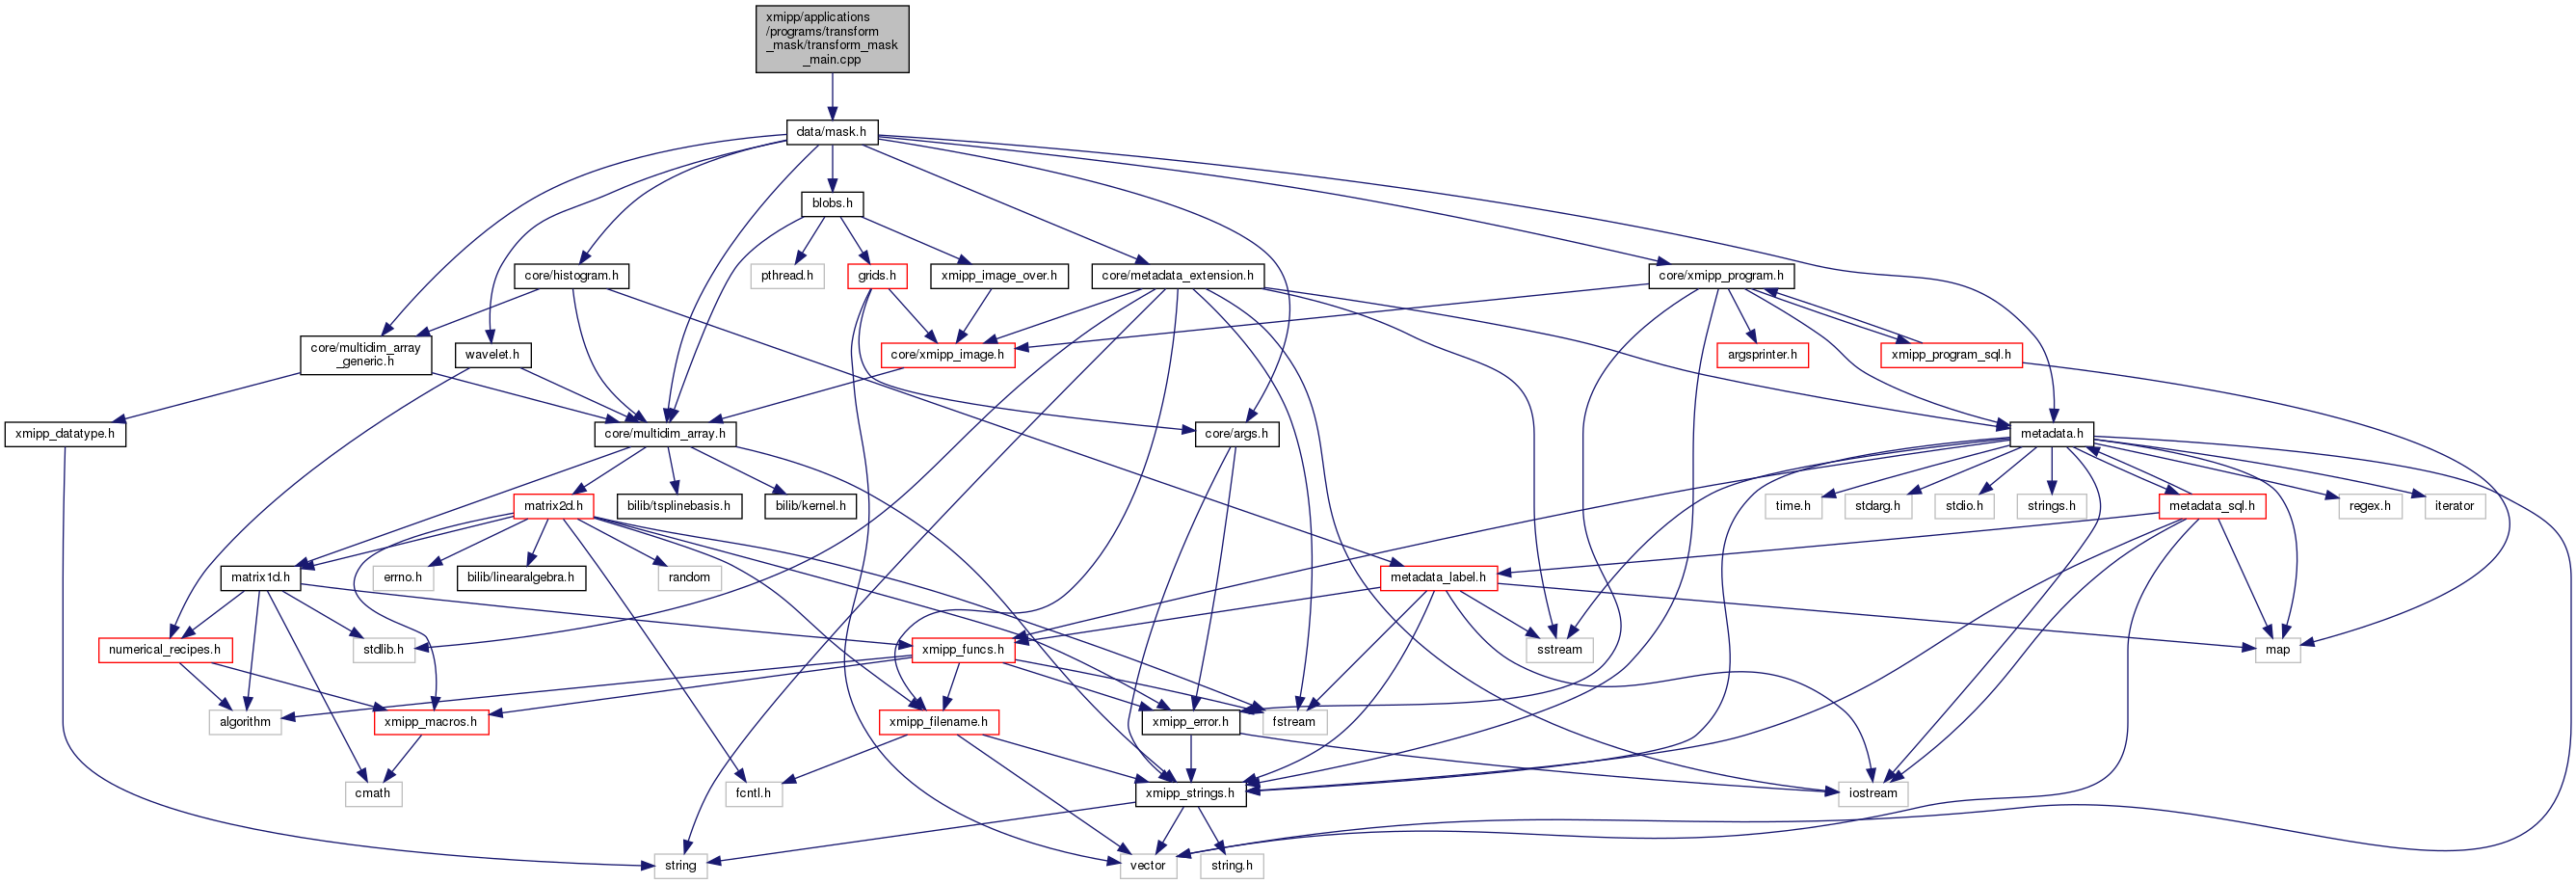 xmipp/applications
/programs/transform
_mask/transform_mask
_main.cpp
data/mask.h
blobs.h
core/histogram.h
pthread.h
grids.h
xmipp_image_over.h
core/metadata_extension.h
core/xmipp_program.h
core/multidim_array
_generic.h
wavelet.h
core/xmipp_image.h
argsprinter.h
xmipp_program_sql.h
xmipp_datatype.h
core/multidim_array.h
core/args.h
metadata.h
matrix2d.h
bilib/tsplinebasis.h
bilib/kernel.h
time.h
stdarg.h
stdio.h
strings.h
metadata_sql.h
regex.h
iterator
matrix1d.h
errno.h
bilib/linearalgebra.h
random
metadata_label.h
numerical_recipes.h
stdlib.h
xmipp_funcs.h
sstream
map
algorithm
xmipp_macros.h
xmipp_filename.h
xmipp_error.h
fstream
cmath
fcntl.h
xmipp_strings.h
iostream
string
vector
string.h